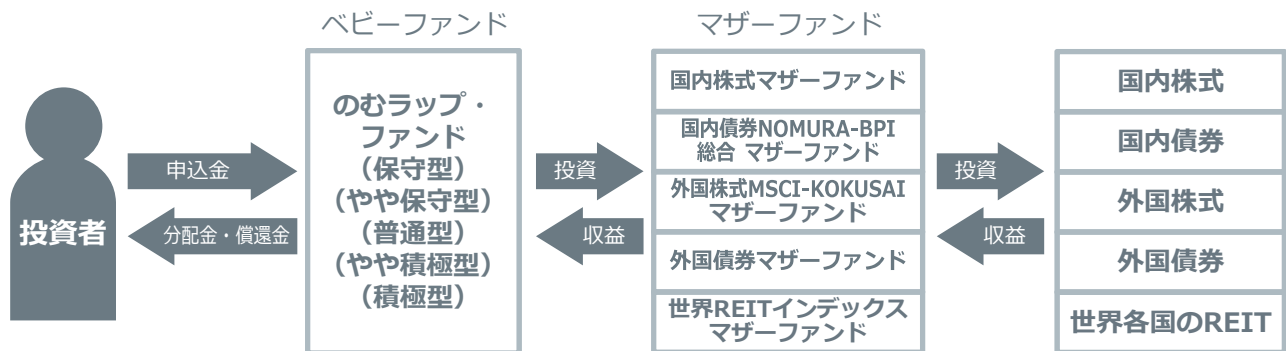 ベビーファンド
マザーファンド
投資者
申込金
分配金・償還金
のむラップ・
ファンド
（保守型）
（やや保守型）
（普通型）
（やや積極型）
（積極型）
投資
収益
国内株式マザーファンド
国内債券NOMURA-BPI
総合 マザーファンド
外国株式MSCI-KOKUSAI
マザーファンド
外国債券マザーファンド
世界REITインデックス
マザーファンド
投資
収益
国内株式
国内債券
外国株式
外国債券
世界各国のREIT